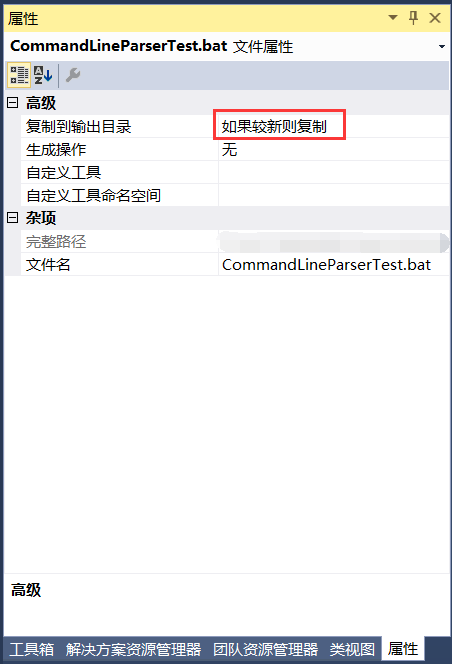 属性
CommandLineParserTest.bat 文件属性
高级
复制到输出目录 如果较新则复制
生成操作 无
自定义工具
自定义工具命名空间
杂项
完整路径
文件名 CommandLineParserTest.bat
高级
工具箱 解决方案资源管理器 团队资源管理器 类视图 属性